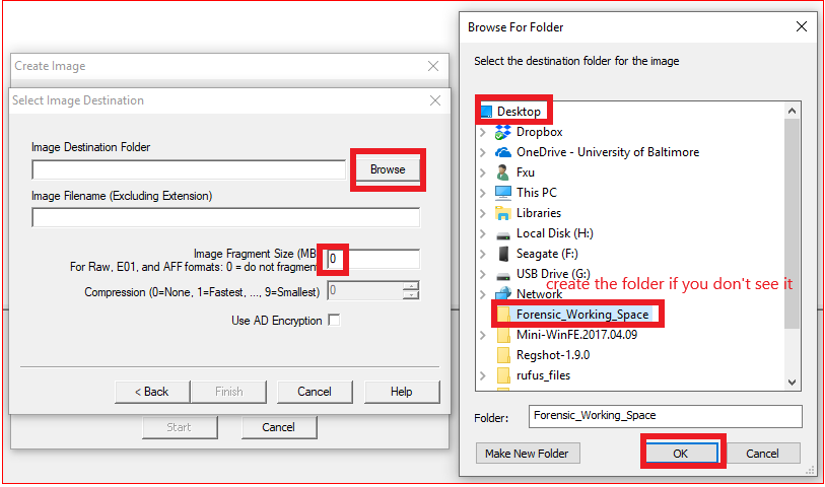 Create Image
Select Image Destination
Image Destination Folder
Browse
Image Filename (Excluding Extension)
Image Fragment Size (MB
For Raw, E01, and AFF formats: 0 = do not fragment
0
Compression (0=None, 1=Fastest, ..., 9=Smallest)
0
Use AD Encryption
< Back
Finish
Cancel
Help
Start
Cancel
Browse For Folder
Select the destination folder for the image
Desktop
Dropbox
OneDrive - University of Baltimore
Fxu
This PC
Libraries
Local Disk (H:)
Seagate (F:)
USB Drive (G:)
create the folder if you don't see it
Network
Forensic_Working_Space
Mini-WinFE.2017.04.09
Regshot-1.9.0
rufus_files
Folder:
Forensic_Working_Space
Make New Folder
OK
Cancel